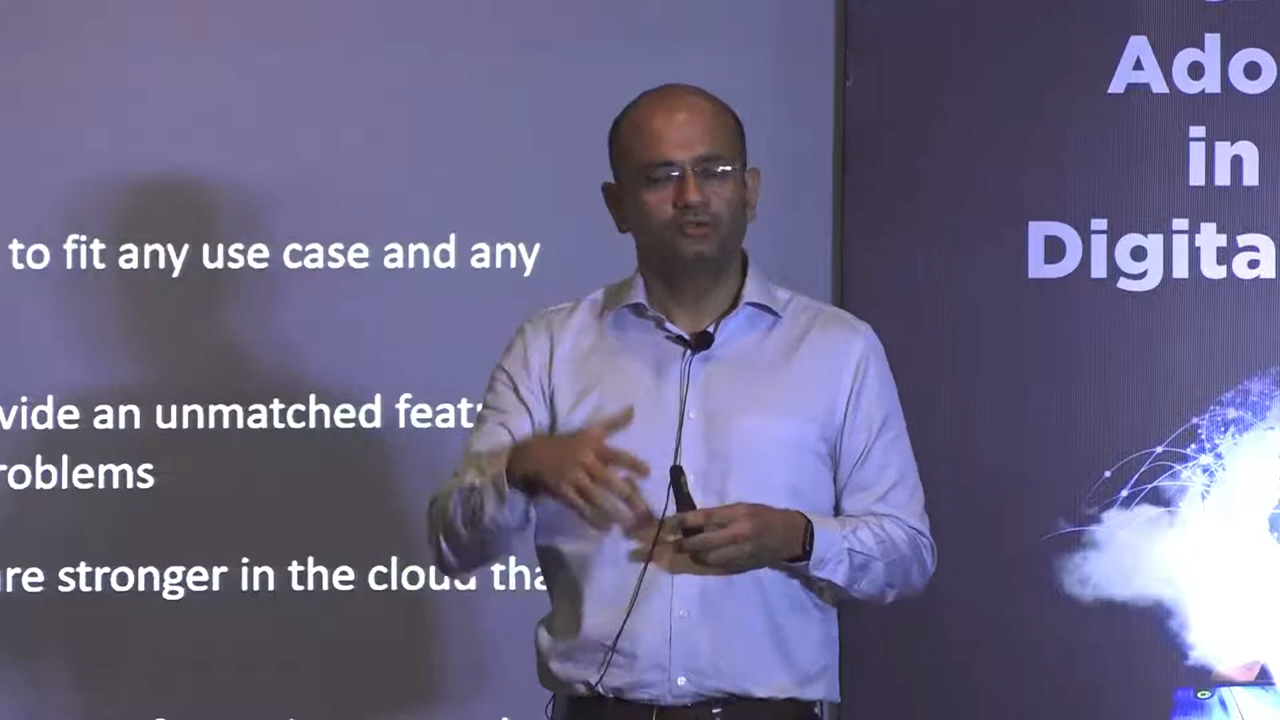 to fit any use case and any
vide an unmatched feat
roblems
are stronger in the cloud tha
Ado
in
Digita